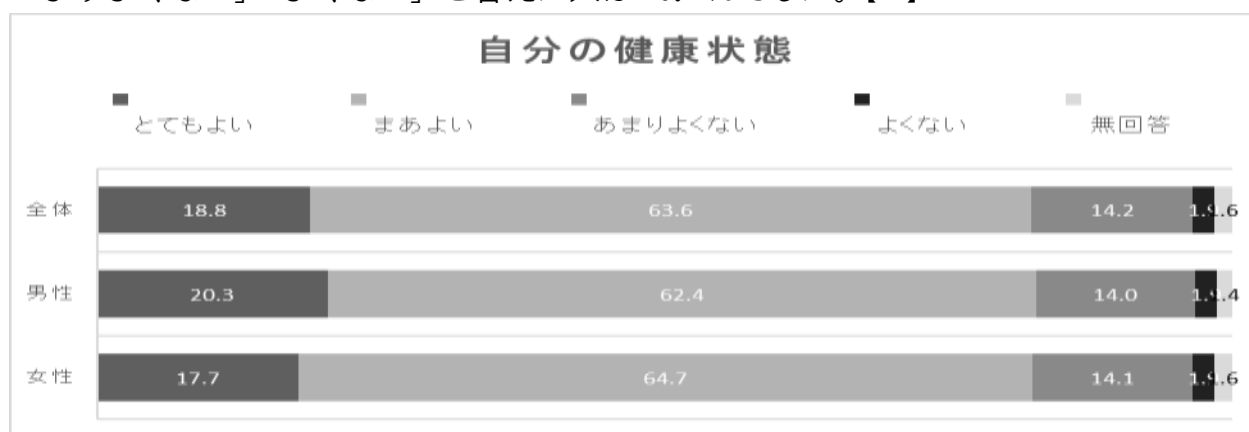 自分の健康状態
とてもよい まあよい あまりよくない よくない 無回答
全体 18.8 63.6 14.2
男性 20.3 62.4 14.0
女性 17.7 64.7 14.1